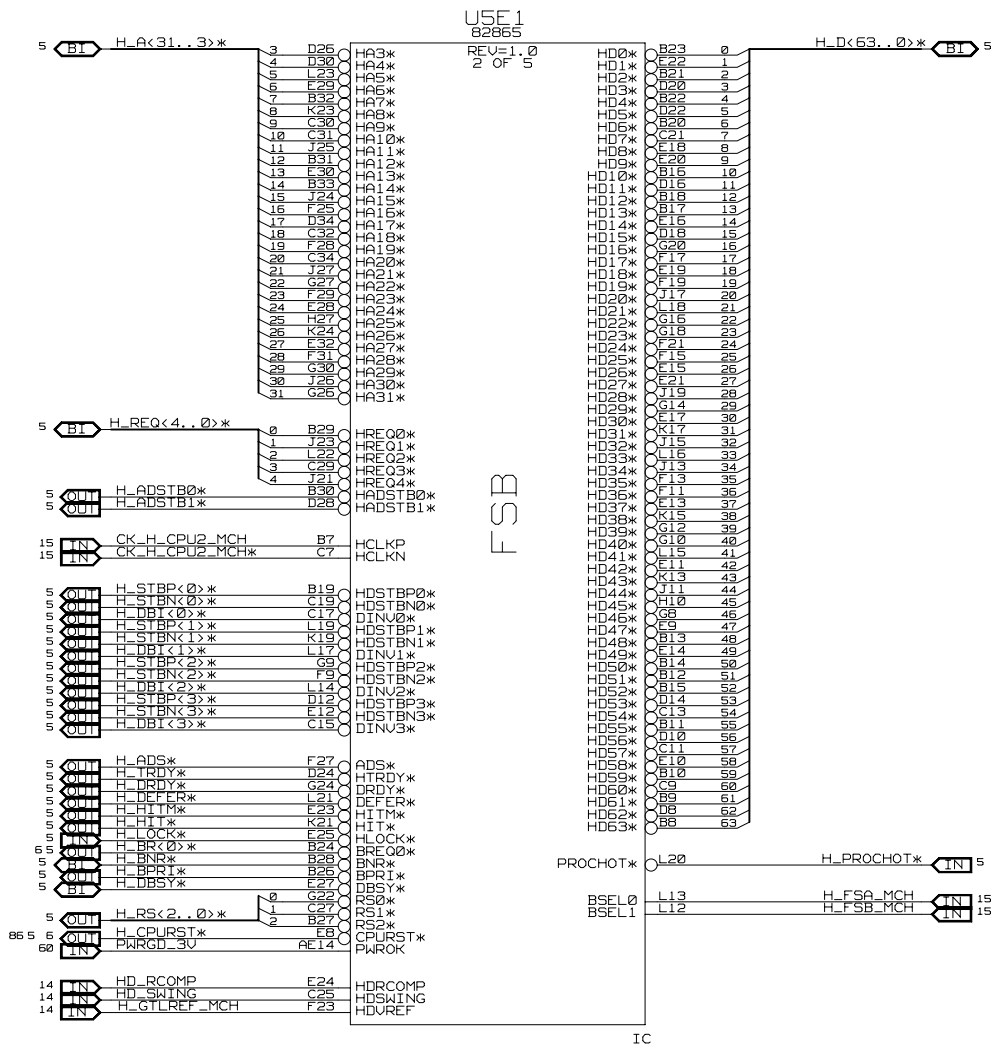 U5E1
82865
REV=1.0
2 OF 5
5 BI H_A<31..3>*
3 D26 HA3*
4 D30 HA4*
5 L23 HA5*
6 E29 HA6*
7 B32 HA7*
8 K23 HA8*
9 C30 HA9*
10 C31 HA10*
11 J25 HA11*
12 B31 HA12*
13 E30 HA13*
14 B33 HA14*
15 J24 HA15*
16 F25 HA16*
17 D34 HA17*
18 C32 HA18*
19 F28 HA19*
20 C34 HA20*
21 J27 HA21*
22 G27 HA22*
23 F29 HA23*
24 E28 HA24*
25 H27 HA25*
26 K24 HA26*
27 E32 HA27*
28 F31 HA28*
29 G30 HA29*
30 J26 HA30*
31 G26 HA31*
5 BI H_REQ<4..0>*
0 B29 HREQ0*
1 J23 HREQ1*
2 L22 HREQ2*
3 C29 HREQ3*
4 J21 HREQ4*
5 OUT H_ADSTB0* B30 HADSTB0*
5 OUT H_ADSTB1* D28 HADSTB1*
15 IN CK_H_CPU2_MCH B7 HCLKP
15 IN CK_H_CPU2_MCH* C7 HCLKN
5 OUT H_STBP<0>* B19 HDSTBP0*
5 OUT H_STBN<0>* C19 HDSTBN0*
5 OUT H_DBI<0>* C17 DINV0*
5 OUT H_STBP<1>* L19 HDSTBP1*
5 OUT H_STBN<1>* K19 HDSTBN1*
5 OUT H_DBI<1>* L17 DINV1*
5 OUT H_STBP<2>* G9 HDSTBP2*
5 OUT H_STBN<2>* F9 HDSTBN2*
5 OUT H_DBI<2>* L14 DINV2*
5 OUT H_STBP<3>* D12 HDSTBP3*
5 OUT H_STBN<3>* E12 HDSTBN3*
5 OUT H_DBI<3>* C15 DINV3*
5 OUT H_ADS* F27 ADS*
5 OUT H_TRDY* D24 HTRDY*
5 OUT H_DRDY* G24 DRDY*
5 OUT H_DEFER* L21 DEFER*
5 OUT H_HITM* F23 HITM*
5 OUT H_HIT* K21 HIT*
5 IN H_LOCK* E25 HLOCK*
6 5 OUT H_BR<0>* B24 BREQ0*
5 BI H_BNR* B28 BNR*
5 OUT H_BPRI* B26 BPRI*
5 BI H_DBSY* E27 DBSY*
5 OUT H_RS<2..0>*
0 G22 RS0*
1 C27 RS1*
2 B27 RS2*
86 5 6 OUT H_CPURST* E8 CPURST*
60 IN PWRGD_3V AE14 PWROK
14 IN HD_RCOMP E24 HDRCOMP
14 IN HD_SWING C25 HDSWING
14 IN H_GTLREF_MCH F23 HDVREF
FSB
H_D<63..0>* BI 5
HD0* B23 0
HD1* E22 1
HD2* B21 2
HD3* D20 3
HD4* B22 4
HD5* D22 5
HD6* B20 6
HD7* C21 7
HD8* E18 8
HD9* E20 9
HD10* B16 10
HD11* D16 11
HD12* B18 12
HD13* B17 13
HD14* E16 14
HD15* D18 15
HD16* G20 16
HD17* F17 17
HD18* E19 18
HD19* F19 19
HD20* J17 20
HD21* L18 21
HD22* G16 22
HD23* G18 23
HD24* F21 24
HD25* F15 25
HD26* E15 26
HD27* E21 27
HD28* J19 28
HD29* G14 29
HD30* E17 30
HD31* K17 31
HD32* J15 32
HD33* L16 33
HD34* J13 34
HD35* F13 35
HD36* F11 36
HD37* E13 37
HD38* K15 38
HD39* G12 39
HD40* G10 40
HD41* L15 41
HD42* E11 42
HD43* K13 43
HD44* J11 44
HD45* H10 45
HD46* G8 46
HD47* E9 47
HD48* B13 48
HD49* E14 49
HD50* B14 50
HD51* B12 51
HD52* B15 52
HD53* D14 53
HD54* C13 54
HD55* B11 55
HD56* D10 56
HD57* C11 57
HD58* E10 58
HD59* B10 59
HD60* C9 60
HD61* B9 61
HD62* D8 62
HD63* B8 63
PROCHOT* L20 H_PROCHOT* IN 5
BSEL0 L13 H_FSA_MCH IN 15
BSEL1 L12 H_FSB_MCH IN 15
IC